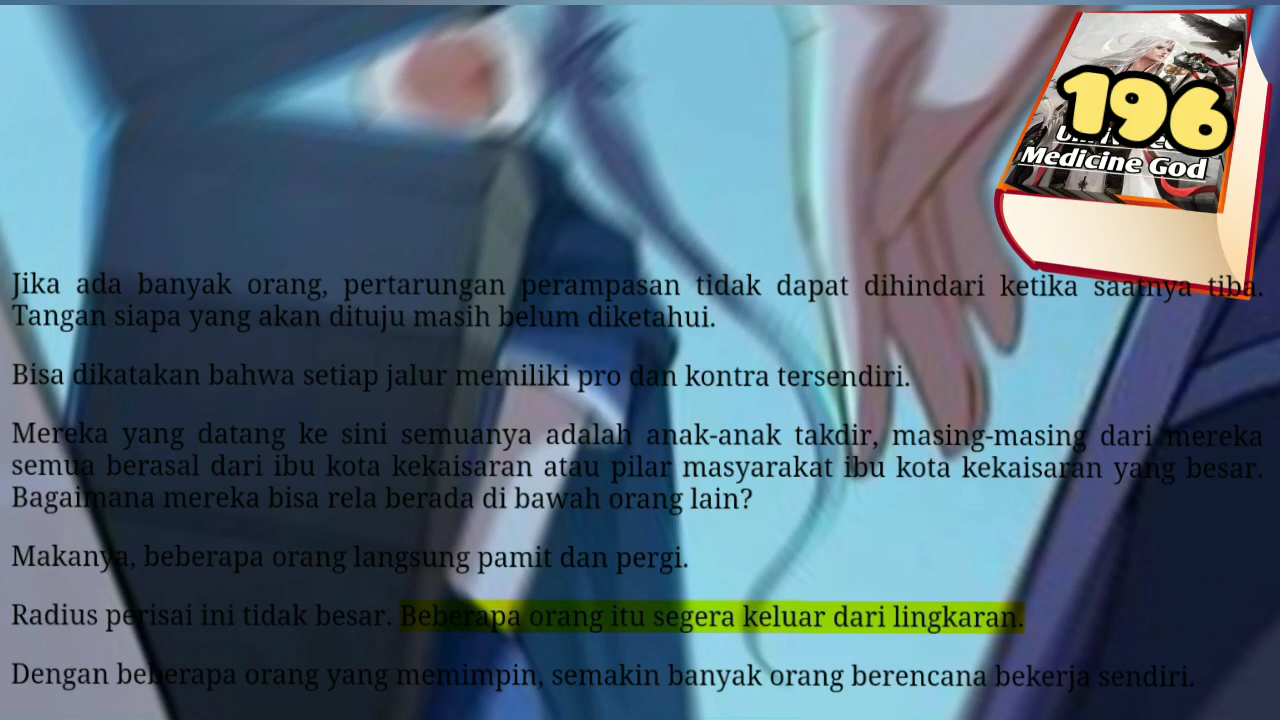 196
Medicine God
Jika ada banyak orang, pertarungan perampasan tidak dapat dihindari ketika saatnya tiba.
Tangan siapa yang akan dituju masih belum diketahui.
Bisa dikatakan bahwa setiap jalur memiliki pro dan kontra tersendiri.
Mereka yang datang ke sini semuanya adalah anak-anak takdir, masing-masing dari mereka
semua berasal dari ibu kota kekaisaran atau pilar masyarakat ibu kota kekaisaran yang besar.
Bagaimana mereka bisa rela berada di bawah orang lain?
Makanya, beberapa orang langsung pamit dan pergi.
Radius perisai ini tidak besar. Beberapa orang itu segera keluar dari lingkaran.
Dengan beberapa orang yang memimpin, semakin banyak orang berencana bekerja sendiri.